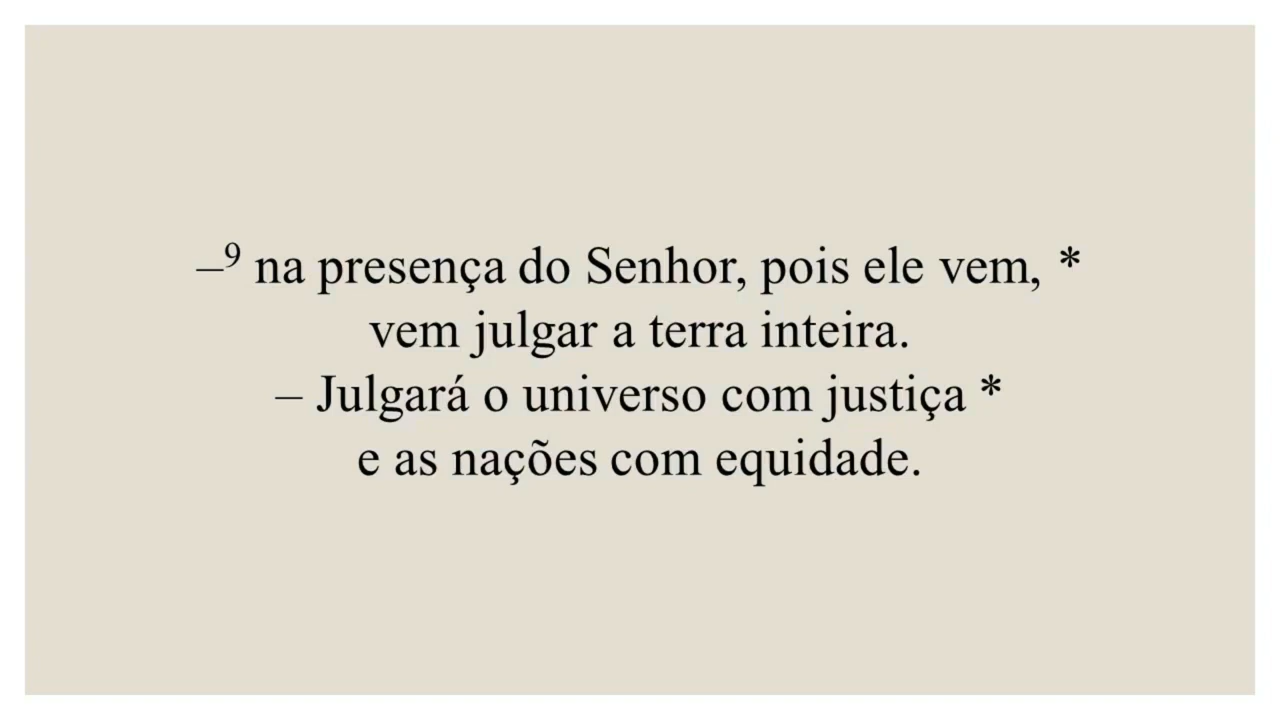 –⁹ na presença do Senhor, pois ele vem, *
vem julgar a terra inteira.
– Julgará o universo com justiça *
e as nações com equidade.